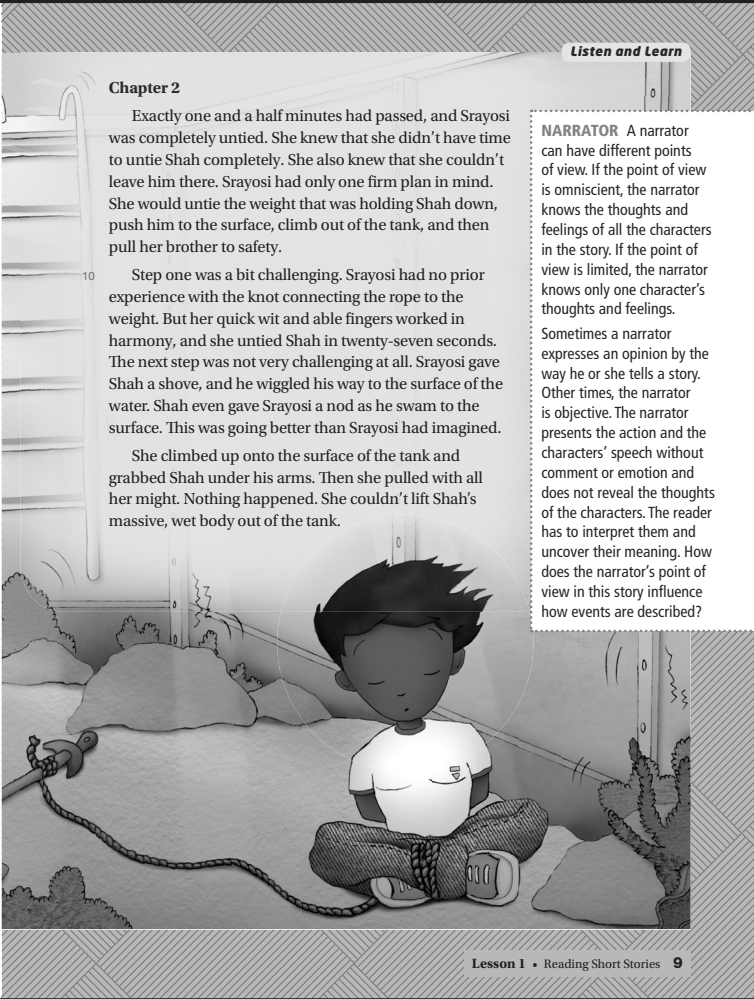 Listen and Learn
Chapter 2
Exactly one and a half minutes had passed, and Srayosi
was completely untied. She knew that she didn't have time
to untie Shah completely. She also knew that she couldn't
leave him there. Srayosi had only one firm plan in mind.
She would untie the weight that was holding Shah down,
push him to the surface, climb out of the tank, and then
pull her brother to safety.
10
Step one was a bit challenging. Srayosi had no prior
experience with the knot connecting the rope to the
weight. But her quick wit and able fingers worked in
harmony, and she untied Shah in twenty-seven seconds.
The next step was not very challenging at all. Srayosi gave
Shah a shove, and he wiggled his way to the surface of the
water. Shah even gave Srayosi a nod as he swam to the
surface. This was going better than Srayosi had imagined.
She climbed up onto the surface of the tank and
grabbed Shah under his arms. Then she pulled with all
her might. Nothing happened. She couldn't lift Shah's
massive, wet body out of the tank.
NARRATOR A narrator
can have different points
of view. If the point of view
is omniscient, the narrator
knows the thoughts and
feelings of all the characters
in the story. If the point of
view is limited, the narrator
knows only one character's
thoughts and feelings.
Sometimes a narrator
expresses an opinion by the
way he or she tells a story.
Other times, the narrator
is objective. The narrator
presents the action and the
characters' speech without
comment or emotion and
does not reveal the thoughts
of the characters. The reader
has to interpret them and
uncover their meaning. How
does the narrator's point of
view in this story influence
how events are described?
Lesson 1 • Reading Short Stories 9